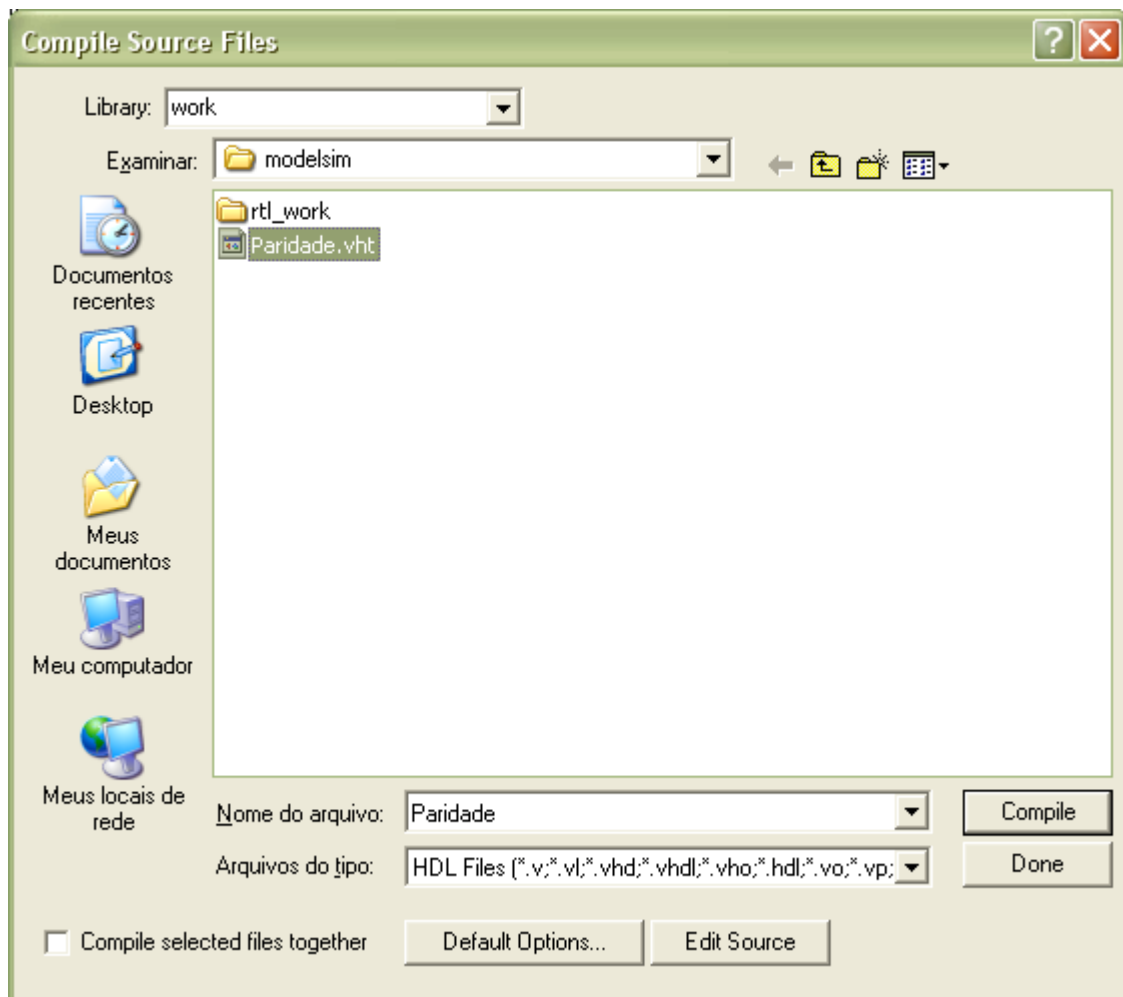 Compile Source Files
Library: work
Examinar: modelsim
rtl_work
Paridade.vht
Documentos
recentes
Desktop
Meus
documentos
Meu computador
Meus locais de
rede
Nome do arquivo: Paridade
Compile
Arquivos do tipo: HDL Files (*.v;*.vl;*.vhd;*.vhdl;*.vho;*.hdl;*.vo;*.vp;
Done
Compile selected files together
Default Options...
Edit Source